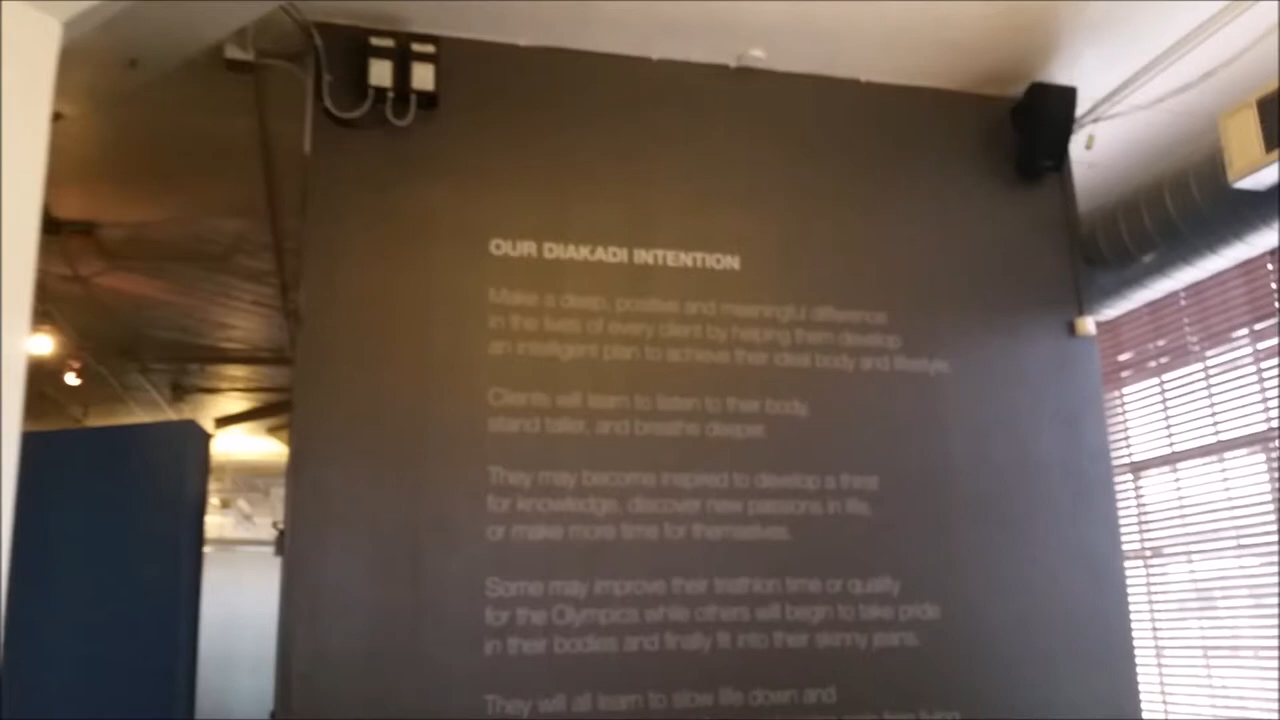 OUR DIAKADI INTENTION
Make a deep, positive and meaningful difference
in the lives of every client by helping them develop
an intelligent plan to achieve their ideal body and lifestyle.
Clients will learn to listen to their body,
stand taller, and breathe deeper.
They may become inspired to develop a thirst
for knowledge, discover new passions in life,
or make more time for themselves.
Some may improve their triathlon time or qualify
for the Olympics while others will begin to take pride
in their bodies and finally fit into their skinny jeans.
They will all learn to slow life down and